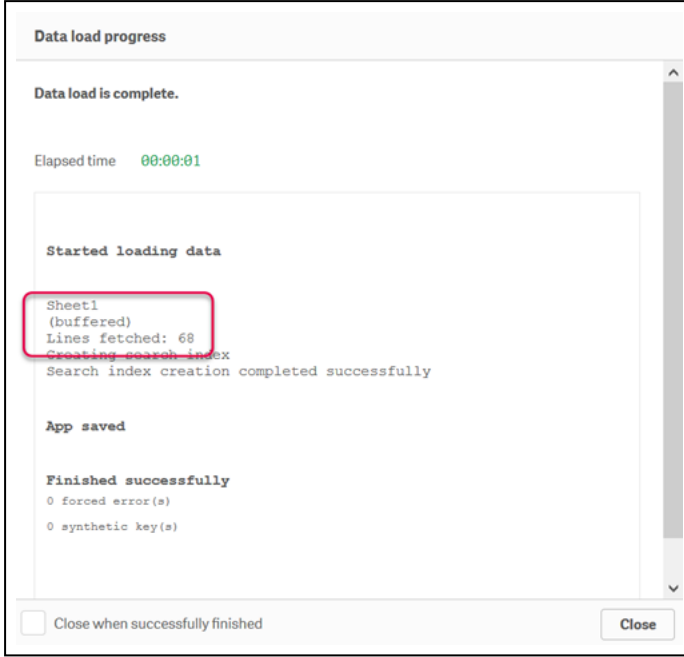 Data load progress
Data load is complete.
Elapsed time 00:00:01
Started loading data
Sheet1
(buffered)
Lines fetched: 68
Creating search index
Search index creation completed successfully
App saved
Finished successfully
0 forced error(s)
0 synthetic key(s)
Close when successfully finished
Close